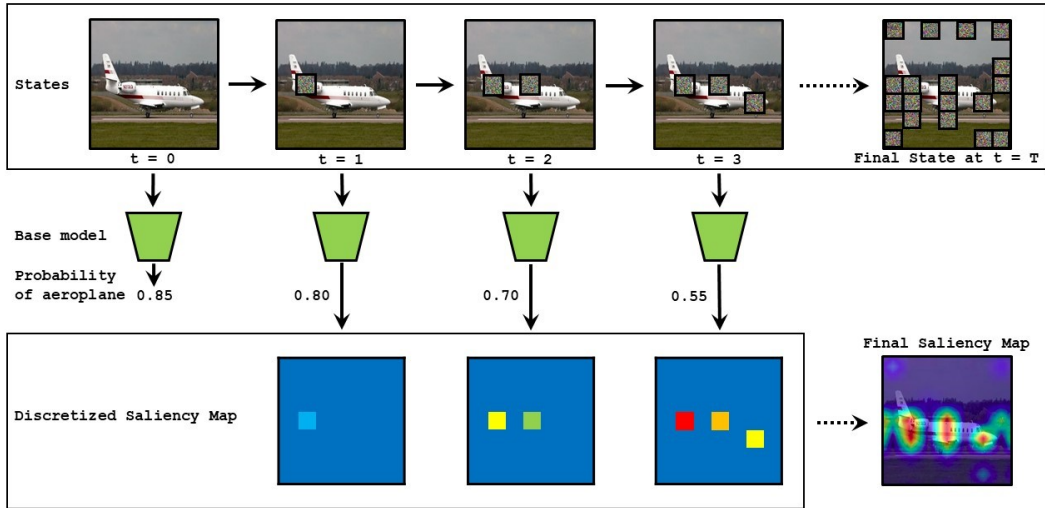 States
t = 0
t = 1
t = 2
t = 3
Final State at t = T
Base model
Probability
of aeroplane 0.85
0.80
0.70
0.55
Final Saliency Map
Discretized Saliency Map